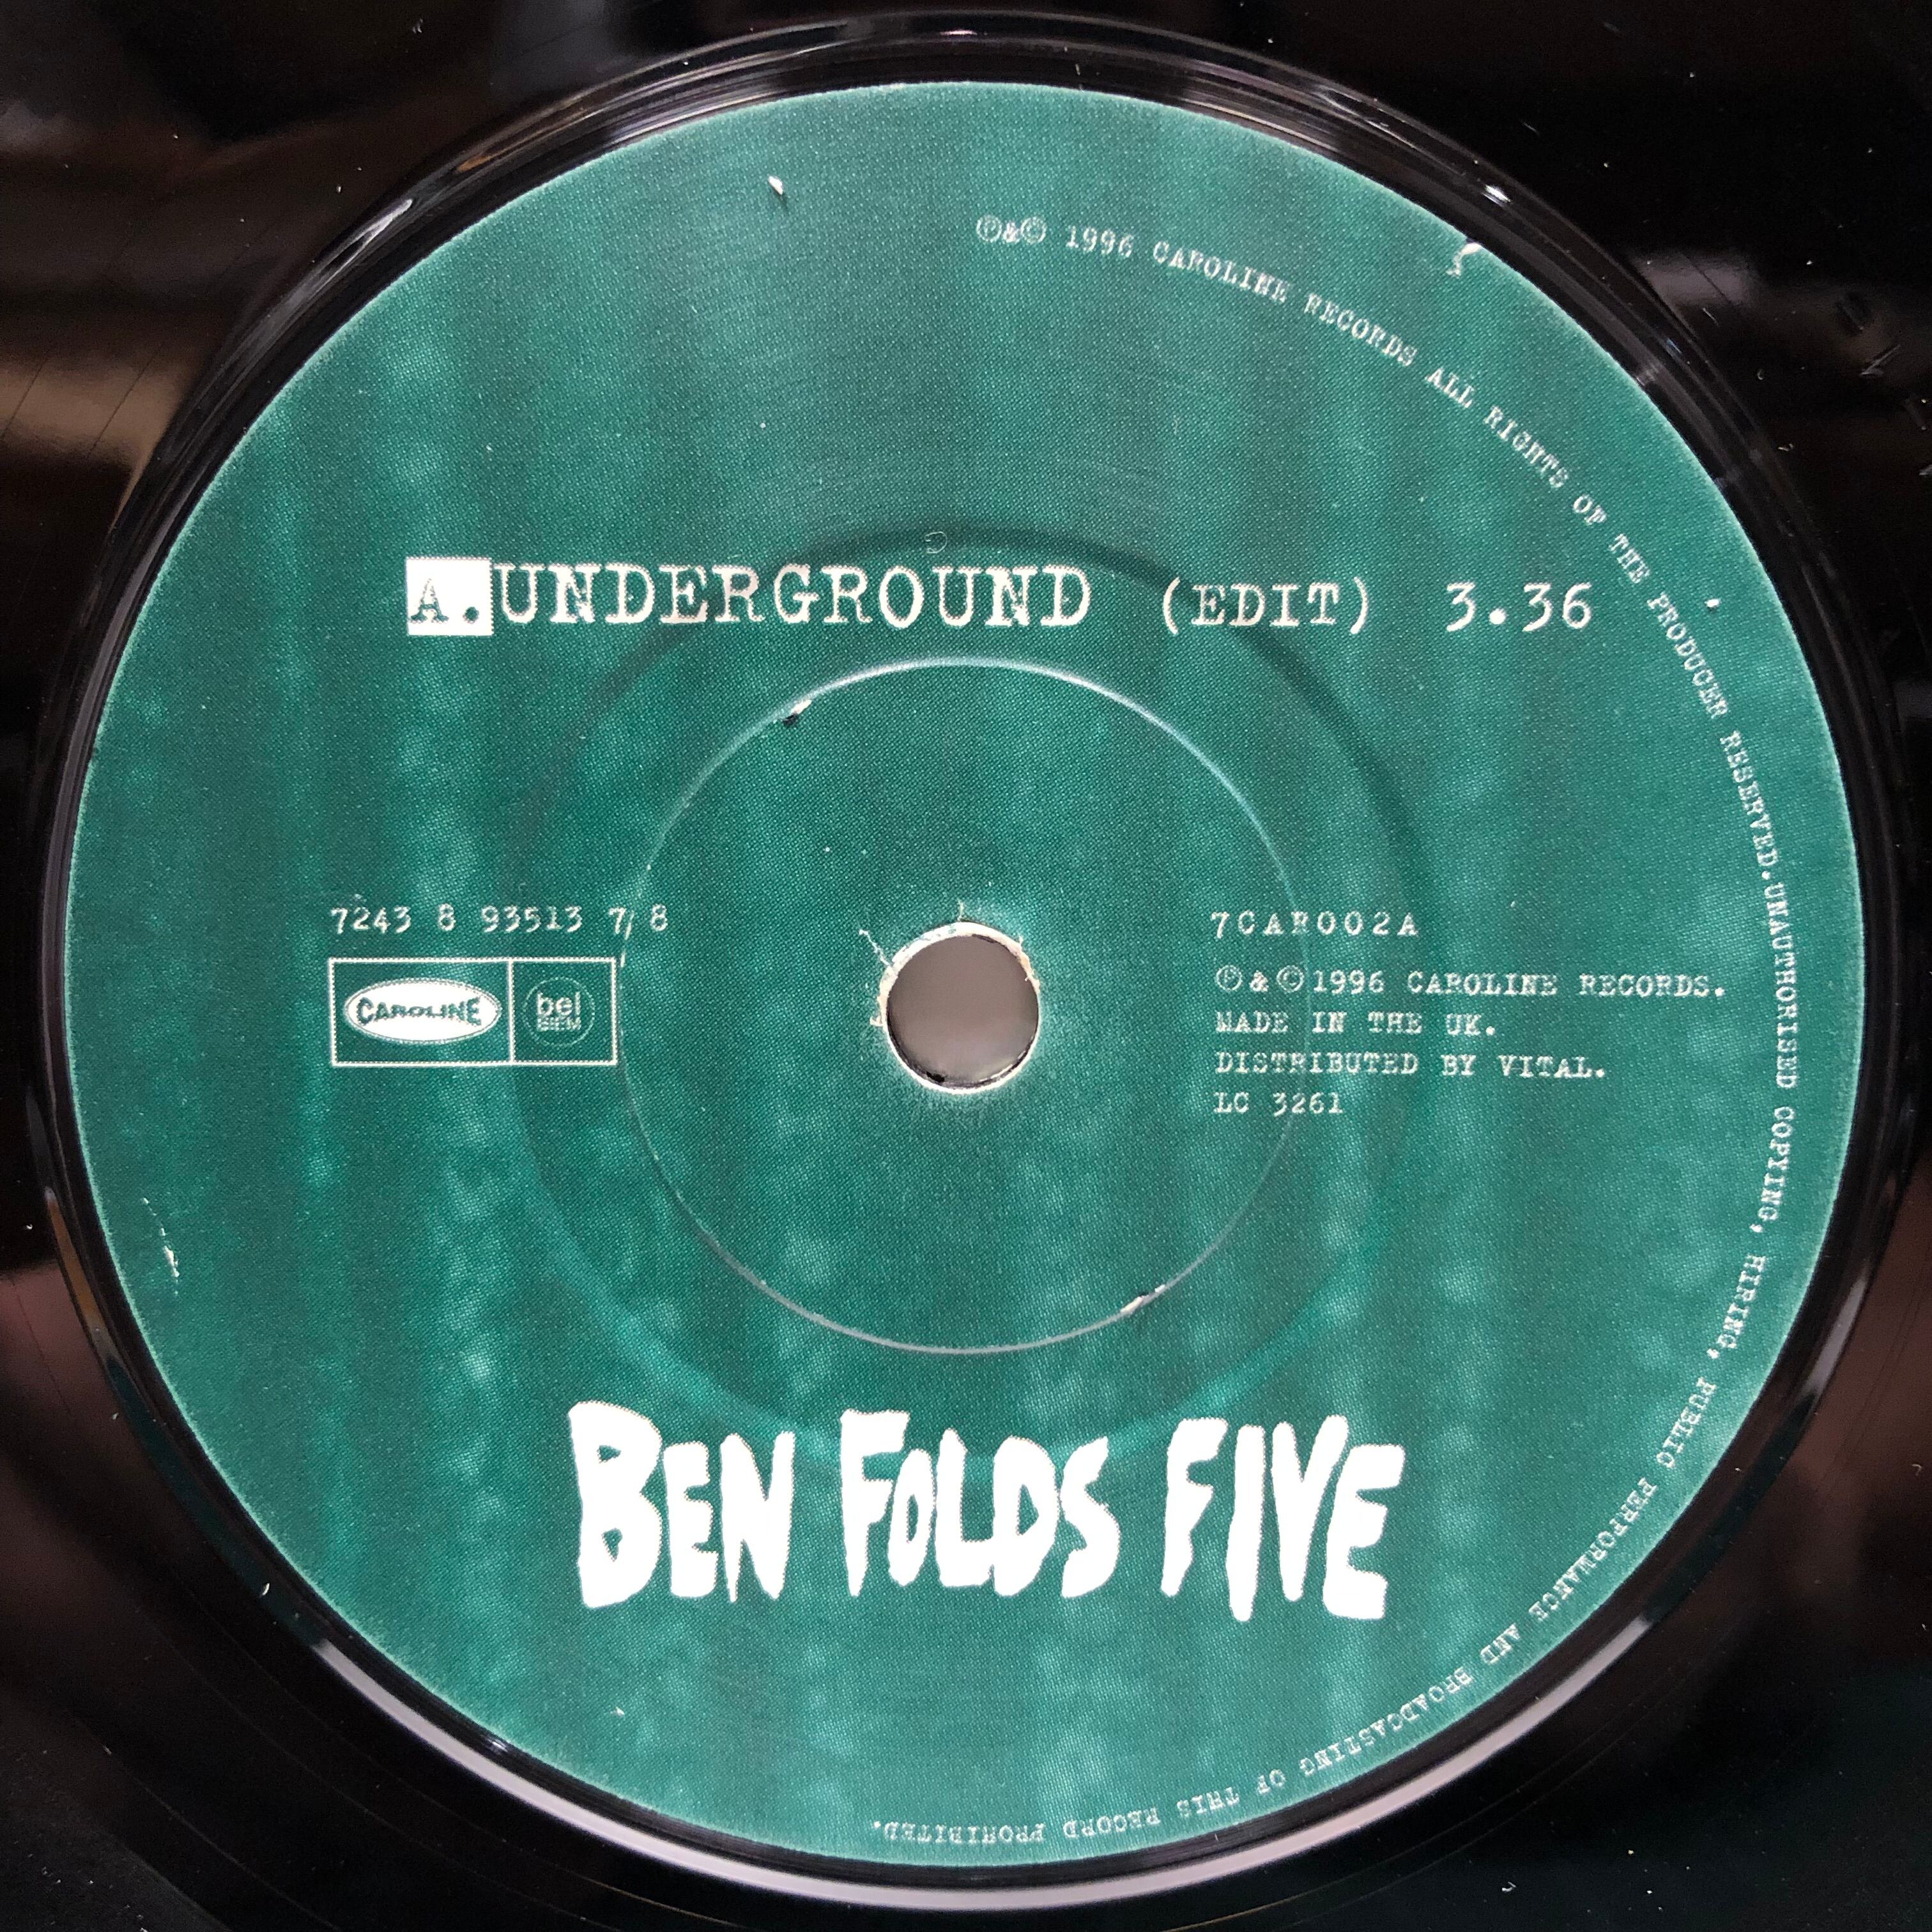 A.UNDERGROUND (EDIT) 3.36
7243 8 93513 7 8
CAROLINE
bel
BIEM
7CAR002A
℗&©1996 CAROLINE RECORDS.
MADE IN THE UK.
DISTRIBUTED BY VITAL.
LC 3261
BEN FOLDS FIVE
℗&© 1996 CAROLINE RECORDS ALL RIGHTS OF THE PRODUCER RESERVED.UNAUTHORISED COPYING, HIRING, PUBLIC PERFORMANCE AND BROADCASTING OF THIS RECORD PROHIBITED.